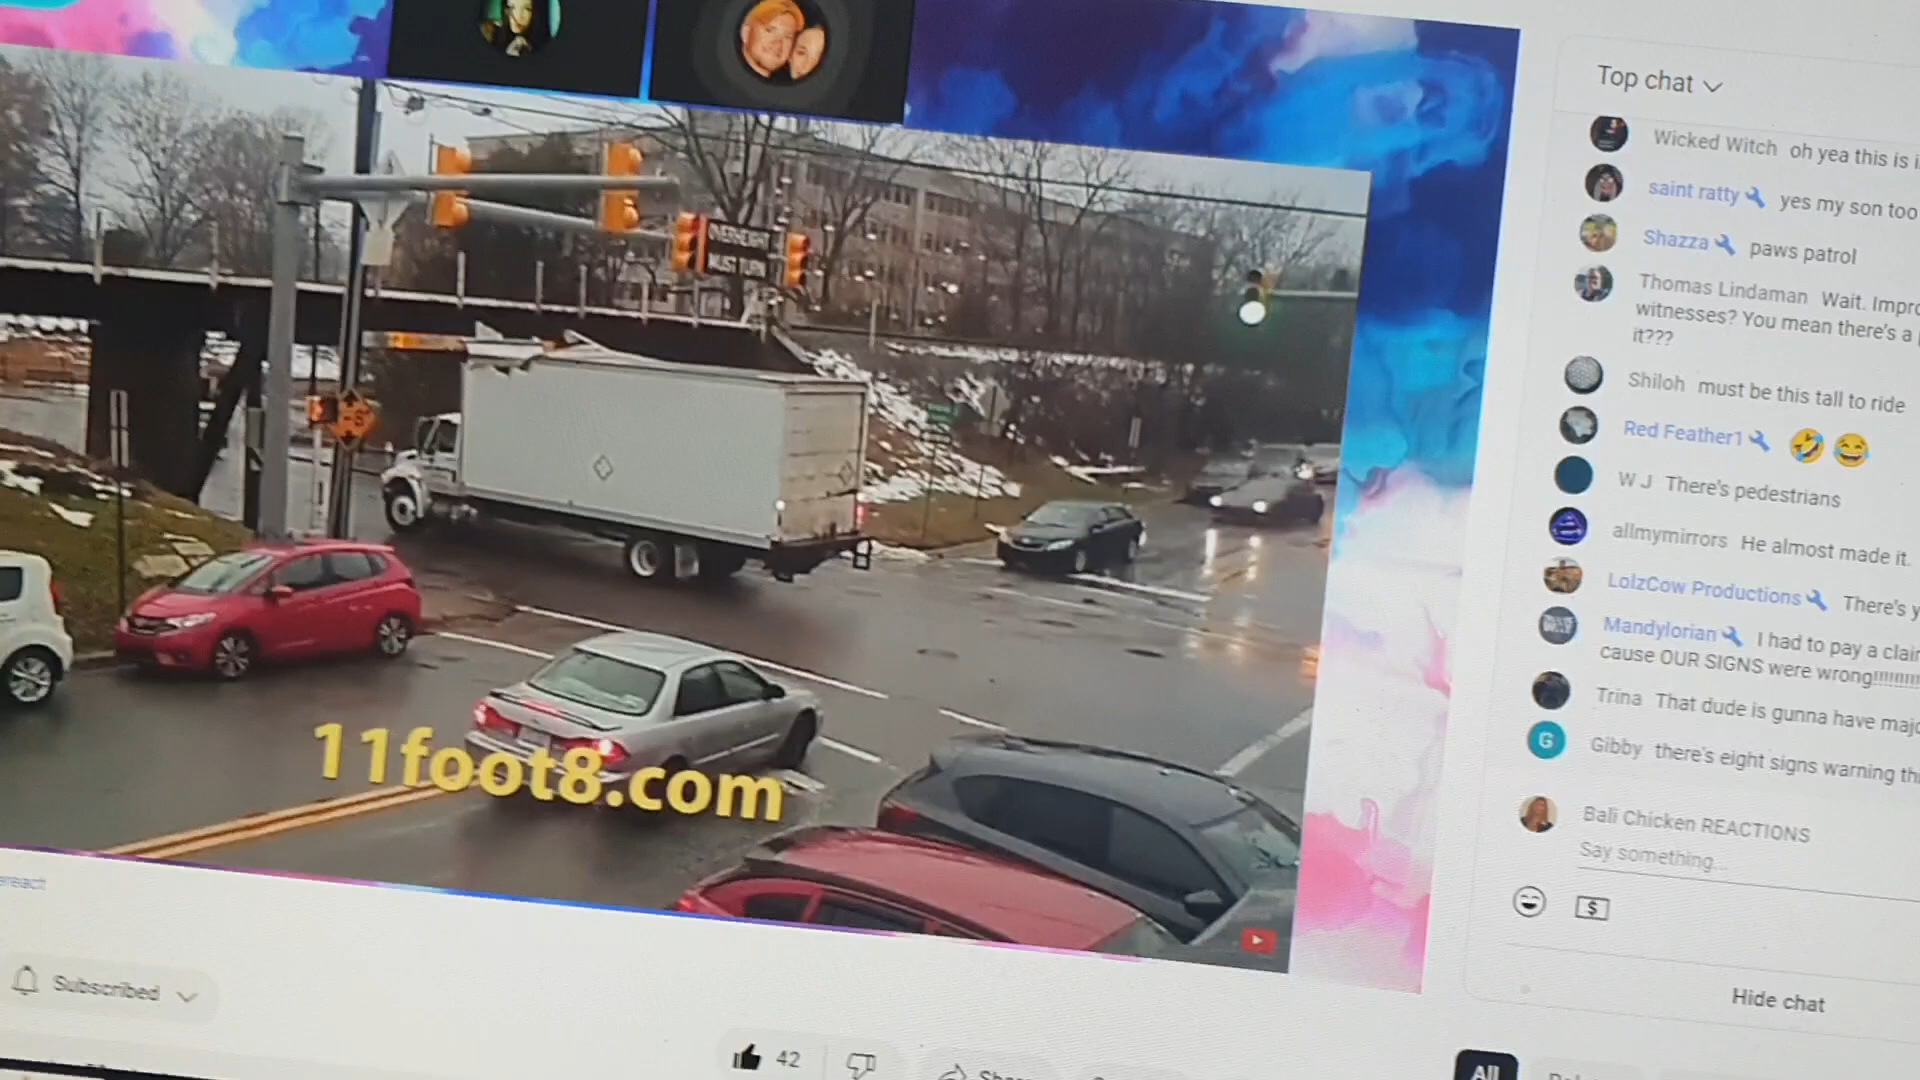 OVERHEIGHT
MUST TURN
11foot8.com
Subscribed
42
Top chat
Wicked Witch oh yea this is
saint ratty yes my son too
Shazza paws patrol
Thomas Lindaman Wait. Impro
witnesses? You mean there's a
it???
Shiloh must be this tall to ride
Red Feather1 🤣 😂
W J There's pedestrians
allmymirrors He almost made it.
LolzCow Productions There's y
Mandylorian I had to pay a clai
cause OUR SIGNS were wrong!!!!!!!!!!
Trina That dude is gunna have majo
G
Gibby there's eight signs warning th
Bali Chicken REACTIONS
Say something...
$
Hide chat
All